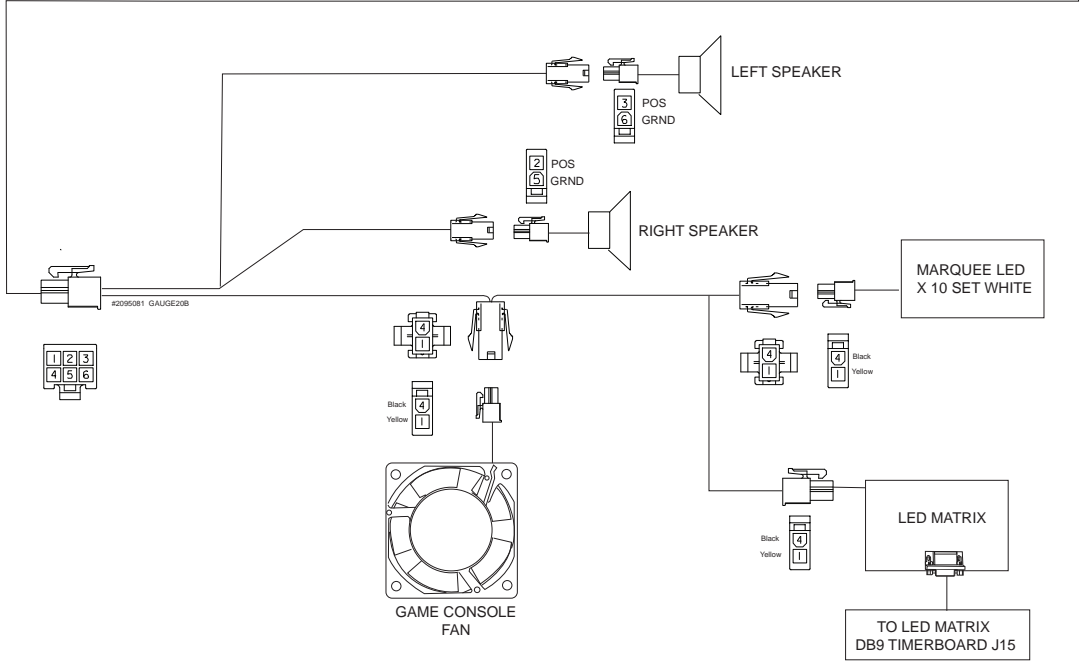 LEFT SPEAKER
3 POS
6 GRND
2 POS
5 GRND
RIGHT SPEAKER
MARQUEE LED
X 10 SET WHITE
#2095081 GAUGE20B
1 2 3
4 5 6
4
1
Black 4
Yellow 1
4
1
4 Black
1 Yellow
Black 4
Yellow 1
LED MATRIX
GAME CONSOLE
FAN
TO LED MATRIX
DB9 TIMERBOARD J15